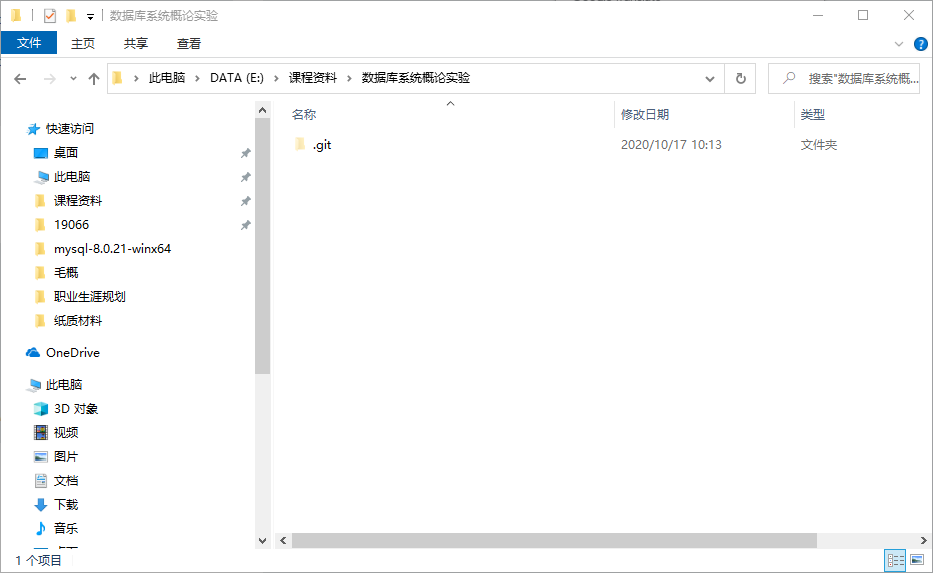 数据库系统概论实验
文件 主页 共享 查看
此电脑 DATA (E:) 课程资料 数据库系统概论实验 搜索"数据库系统概...
名称 修改日期 类型
.git 2020/10/17 10:13 文件夹
快速访问
桌面
此电脑
课程资料
19066
mysql-8.0.21-winx64
毛概
职业生涯规划
纸质材料
OneDrive
此电脑
3D 对象
视频
图片
文档
下载
音乐
1 个项目